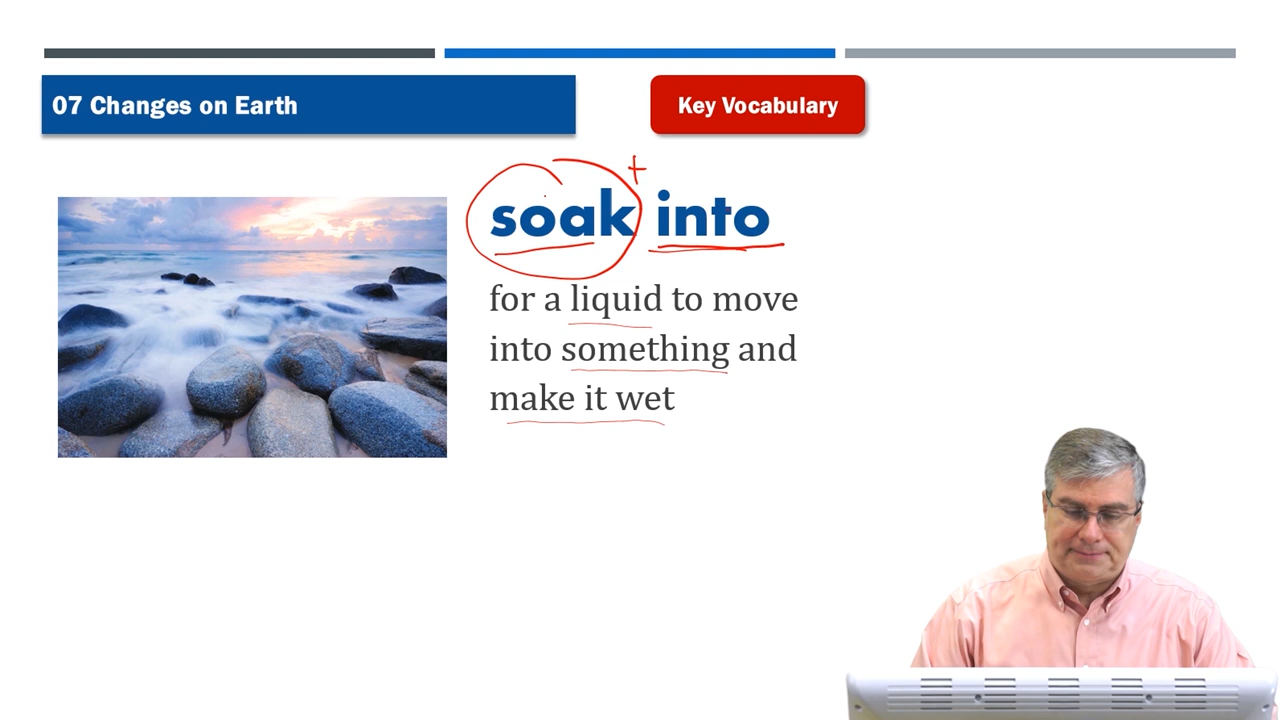 07 Changes on Earth
Key Vocabulary
soak + into
for a liquid to move
into something and
make it wet